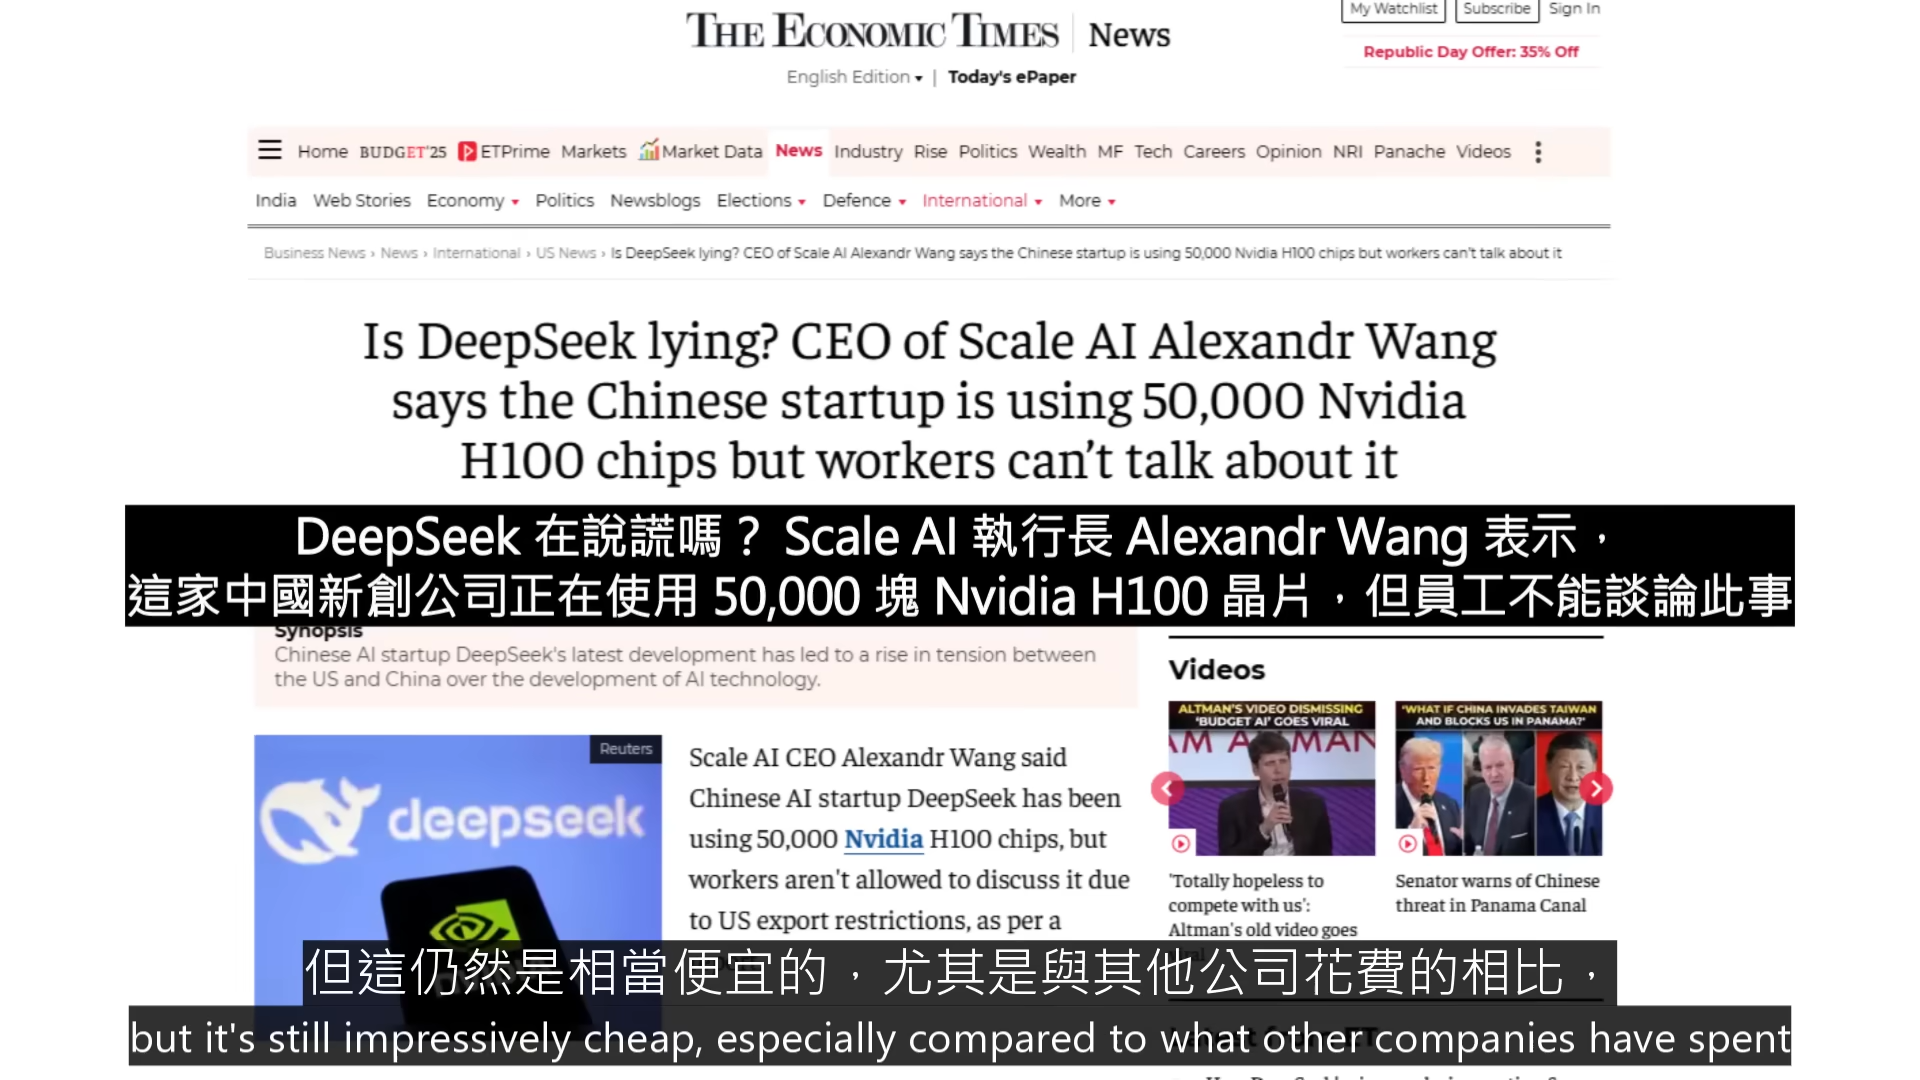 My Watchlist Subscribe Sign In
THE ECONOMIC TIMES | News
Republic Day Offer: 35% Off
English Edition | Today's ePaper
Home BUDGET'25 ETPrime Markets Market Data News Industry Rise Politics Wealth MF Tech Careers Opinion NRI Panache Videos
India Web Stories Economy Politics Newsblogs Elections Defence International More
Business News › News › International › US News › Is DeepSeek lying? CEO of Scale AI Alexandr Wang says the Chinese startup is using 50,000 Nvidia H100 chips but workers can't talk about it
Is DeepSeek lying? CEO of Scale AI Alexandr Wang
says the Chinese startup is using 50,000 Nvidia
H100 chips but workers can't talk about it
DeepSeek 在說謊嗎？ Scale AI 執行長 Alexandr Wang 表示，
這家中國新創公司正在使用 50,000 塊 Nvidia H100 晶片，但員工不能談論此事
Synopsis
Chinese AI startup DeepSeek's latest development has led to a rise in tension between
the US and China over the development of AI technology.
Reuters
deepseek
Scale AI CEO Alexandr Wang said
Chinese AI startup DeepSeek has been
using 50,000 Nvidia H100 chips, but
workers aren't allowed to discuss it due
to US export restrictions, as per a
Videos
ALTMAN'S VIDEO DISMISSING
'BUDGET AI' GOES VIRAL
'Totally hopeless to
compete with us':
Altman's old video goes
'WHAT IF CHINA INVADES TAIWAN
AND BLOCKS US IN PANAMA?'
Senator warns of Chinese
threat in Panama Canal
但這仍然是相當便宜的，尤其是與其他公司花費的相比，
but it's still impressively cheap, especially compared to what other companies have spent